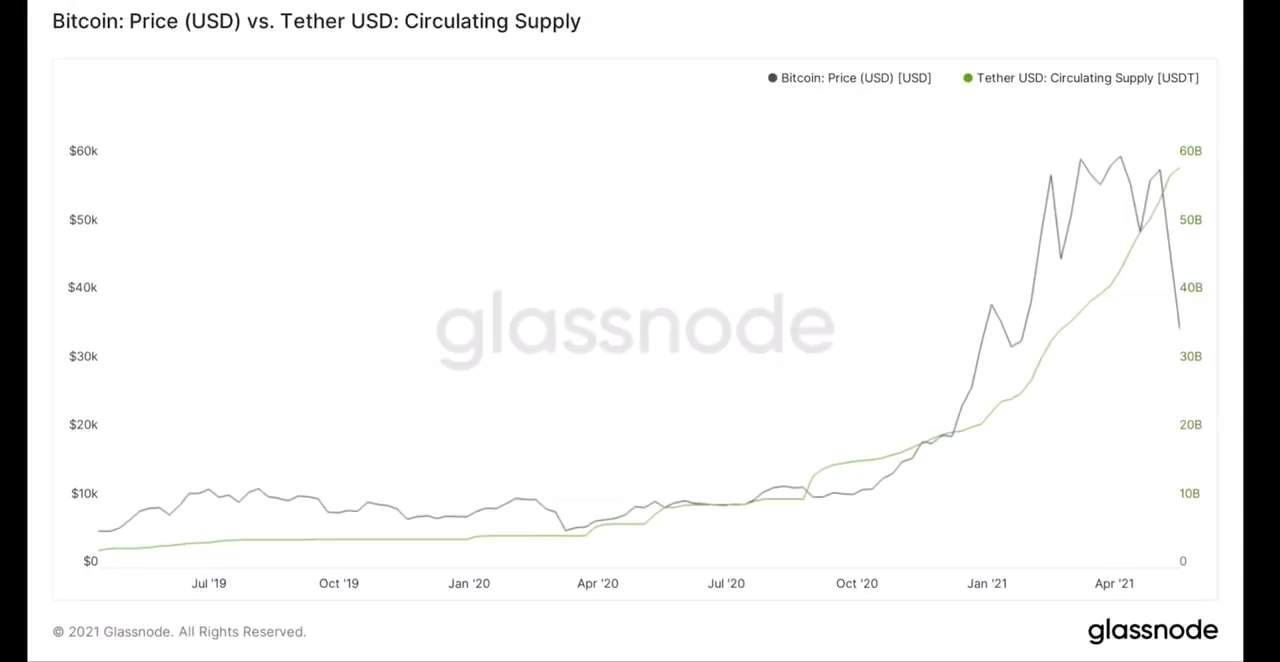 Bitcoin: Price (USD) vs. Tether USD: Circulating Supply
Bitcoin: Price (USD) [USD] Tether USD: Circulating Supply [USDT]
$60k 60B
$50k 50B
$40k 40B
glassnode
$30k 30B
$20k 20B
$10k 10B
$0 0
Jul '19 Oct '19 Jan '20 Apr '20 Jul '20 Oct '20 Jan '21 Apr '21
© 2021 Glassnode. All Rights Reserved. glassnode